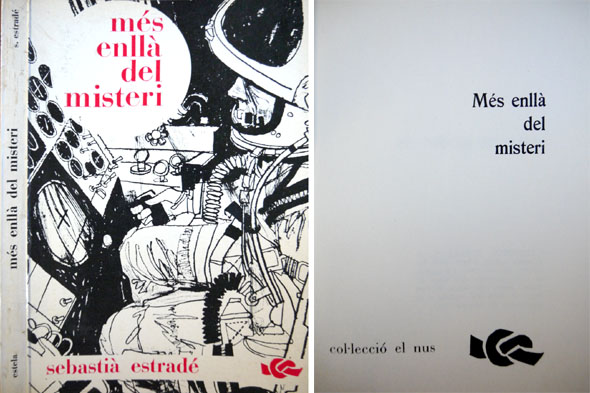 s. estradé
més enllà del misteri
estela
més
enllà
del
misteri
sebastià estradé
Més enllà
del
misteri
col·lecció el nus